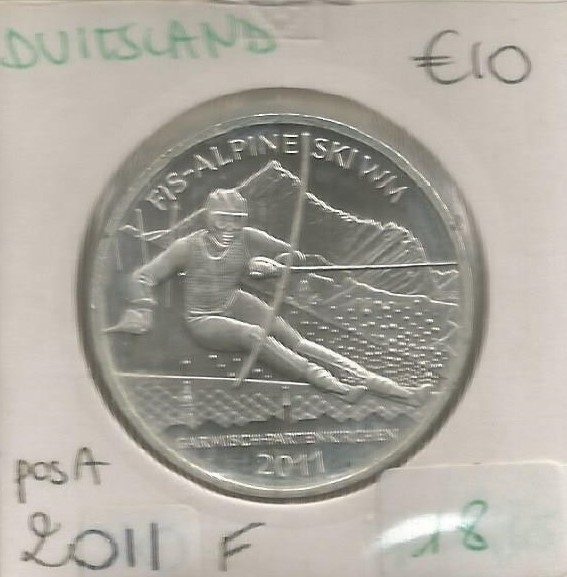 DUITSLAND €10
FIS-ALPINE SKI WM
GARMISCH-PARTENKIRCHEN
2011
pos A
2011 F 18